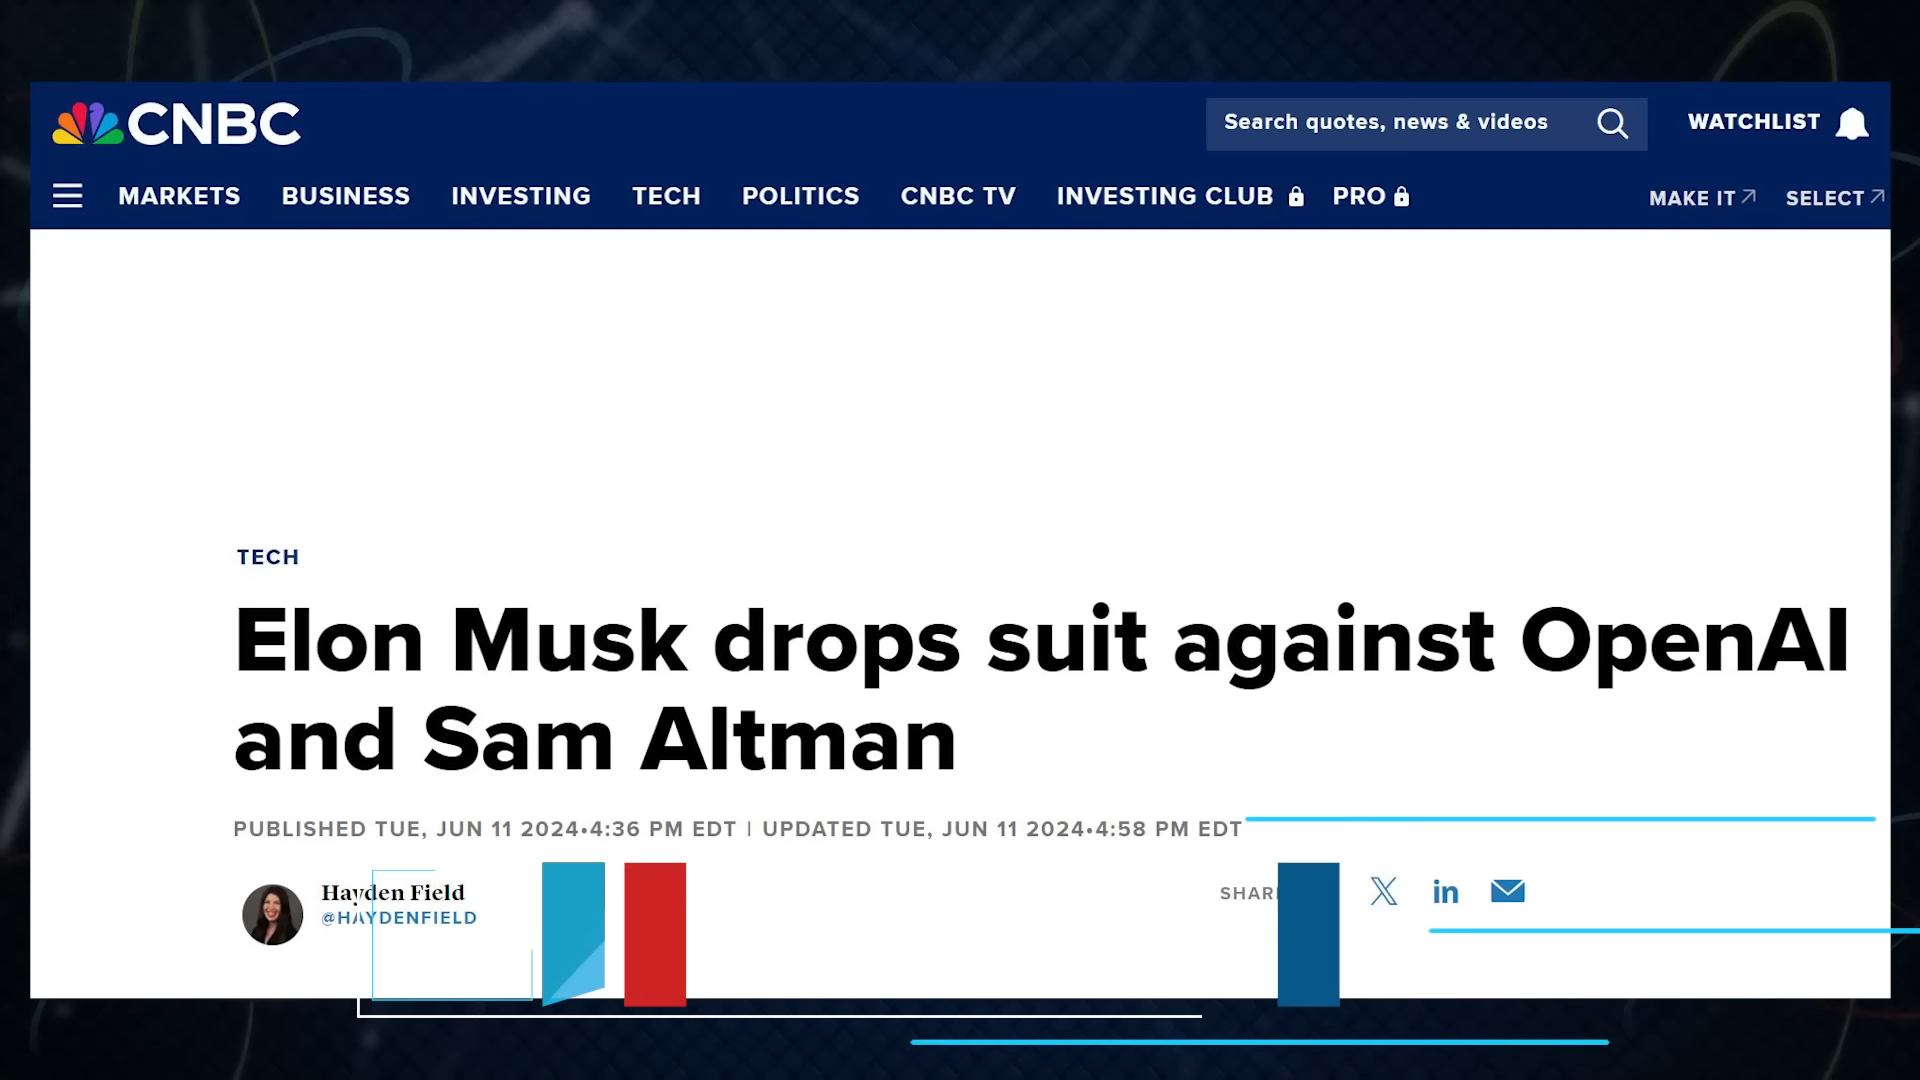 CNBC
Search quotes, news & videos
WATCHLIST
MARKETS BUSINESS INVESTING TECH POLITICS CNBC TV INVESTING CLUB PRO MAKE IT SELECT
TECH
Elon Musk drops suit against OpenAI
and Sam Altman
PUBLISHED TUE, JUN 11 2024•4:36 PM EDT | UPDATED TUE, JUN 11 2024•4:58 PM EDT
Hayden Field
@HAYDENFIELD
in